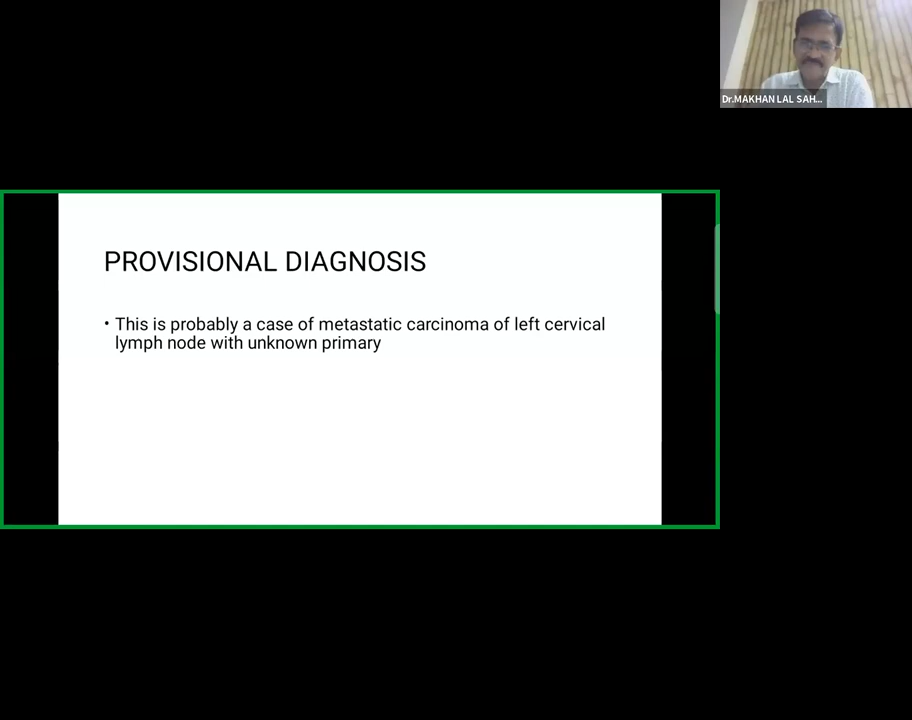 Dr.MAKHAN LAL SAH...
PROVISIONAL DIAGNOSIS
• This is probably a case of metastatic carcinoma of left cervical
lymph node with unknown primary